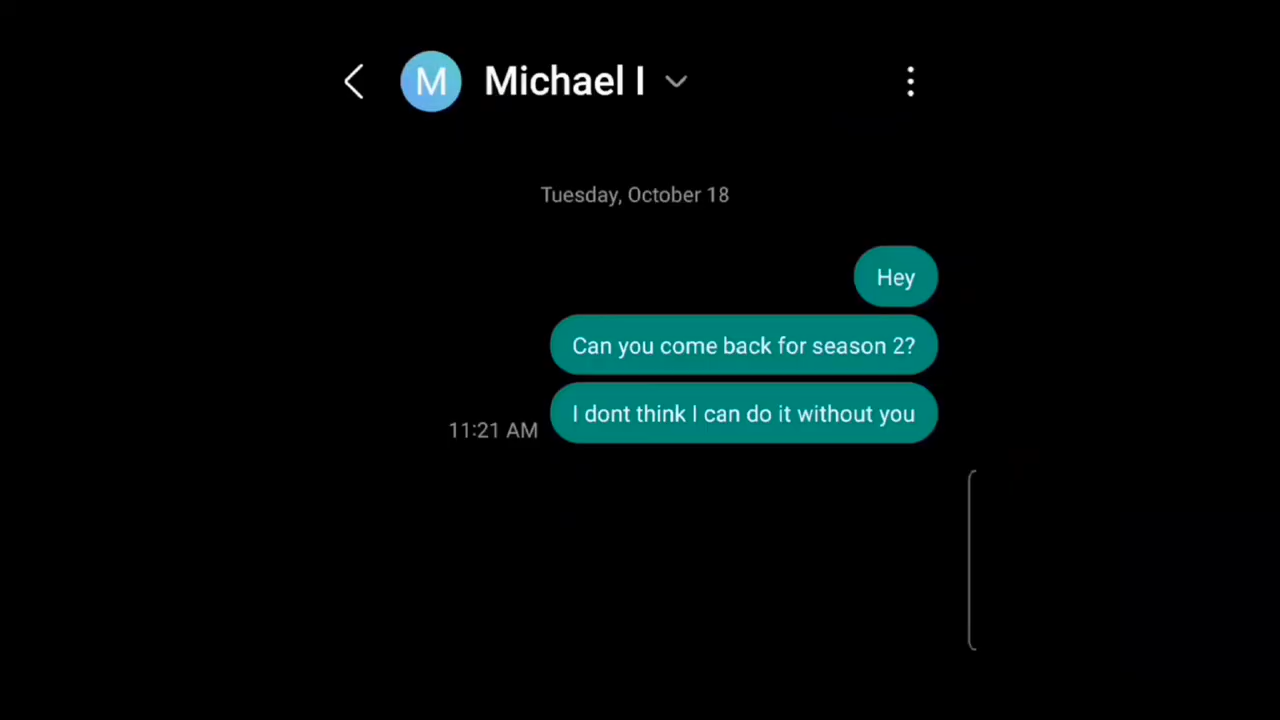 M
Michael I
Tuesday, October 18
Hey
Can you come back for season 2?
I dont think I can do it without you
11:21 AM